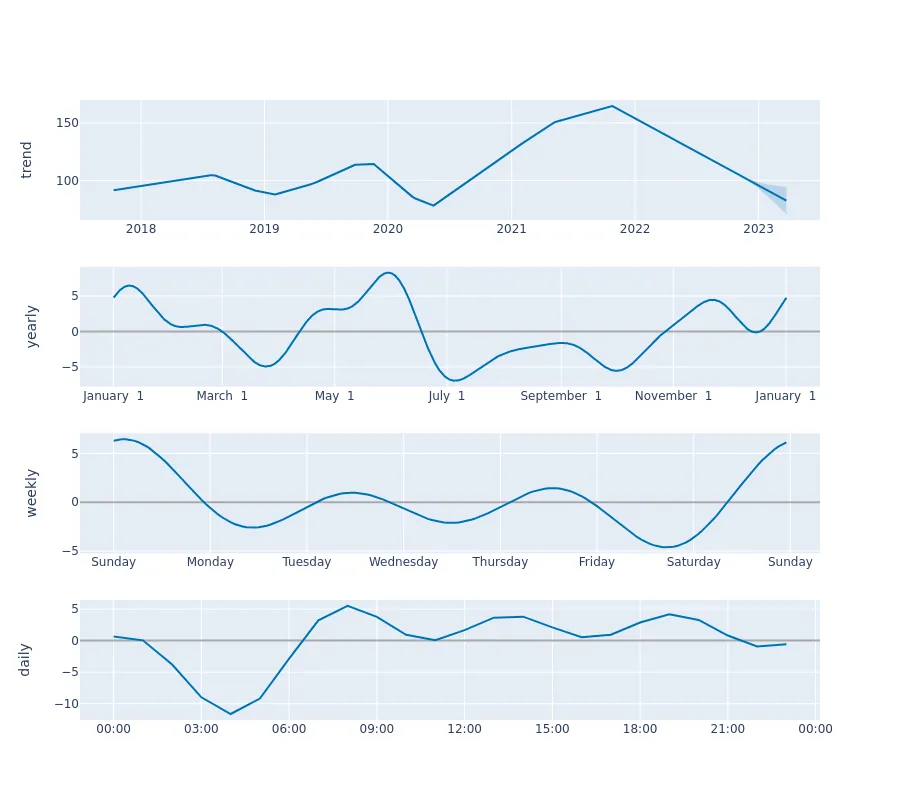 trend
150
100
2018 2019 2020 2021 2022 2023
yearly
5
0
−5
January 1 March 1 May 1 July 1 September 1 November 1 January 1
weekly
5
0
−5
Sunday Monday Tuesday Wednesday Thursday Friday Saturday Sunday
daily
5
0
−5
−10
00:00 03:00 06:00 09:00 12:00 15:00 18:00 21:00 00:00